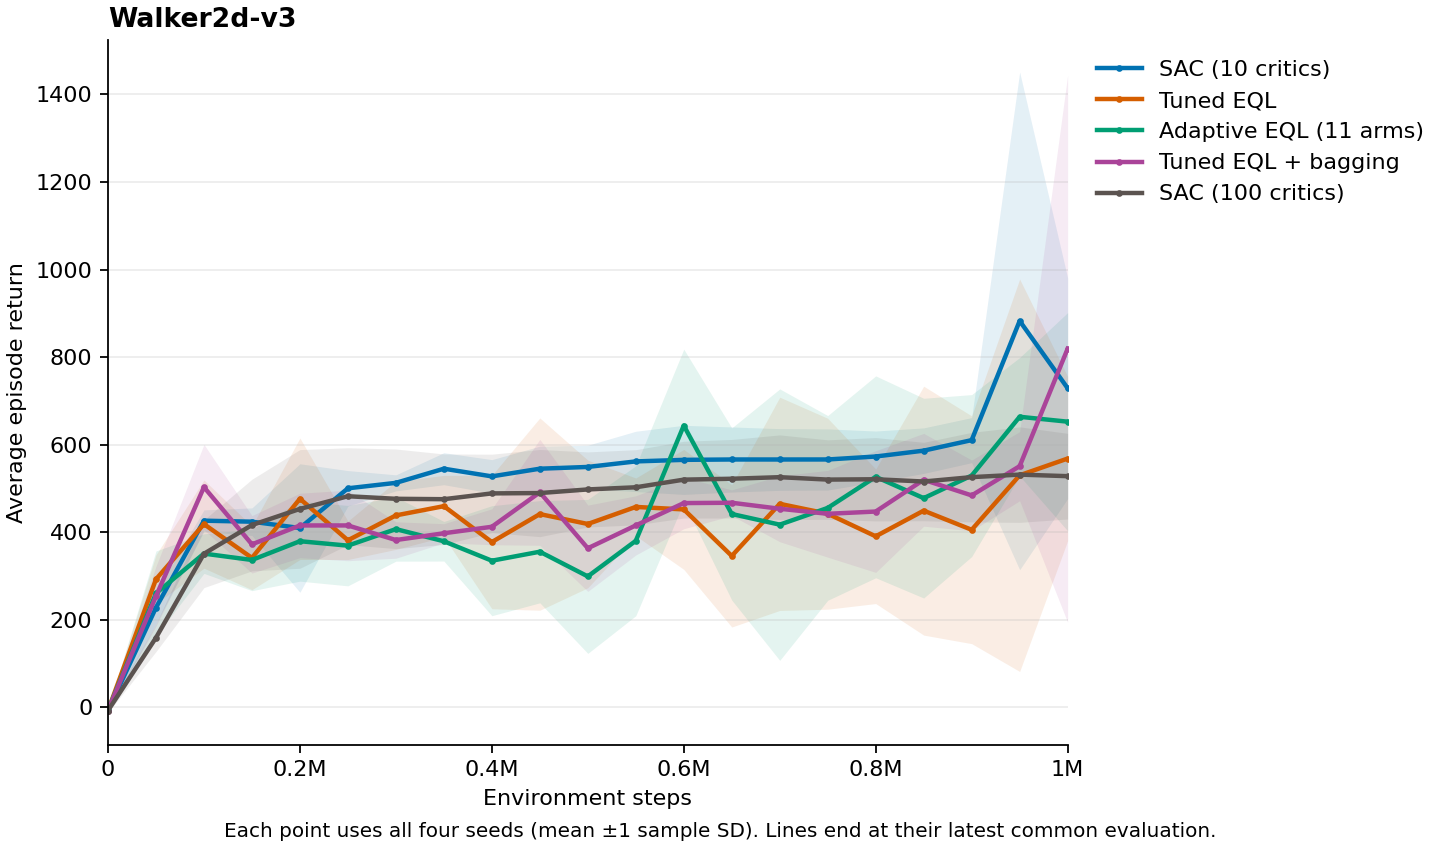 Walker2d-v3
SAC (10 critics)
Tuned EQL
Adaptive EQL (11 arms)
Tuned EQL + bagging
SAC (100 critics)
Average episode return
1400
1200
1000
800
600
400
200
0
0 0.2M 0.4M 0.6M 0.8M 1M
Environment steps
Each point uses all four seeds (mean ±1 sample SD). Lines end at their latest common evaluation.